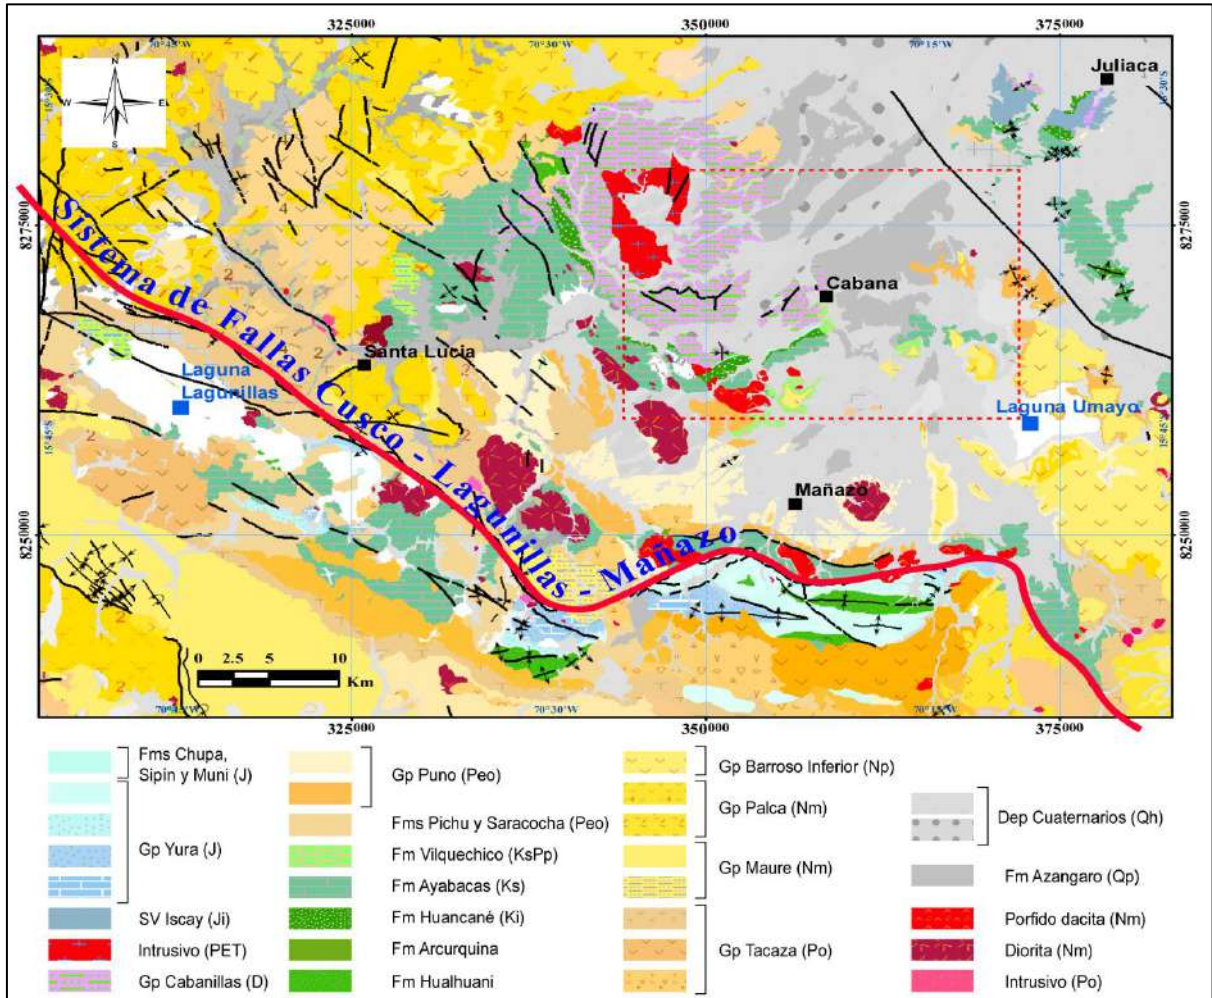 325000 350000 375000
70°45'W 70°30'W 70°15'W
N
W E
S
Juliaca
15°30'S
15°30'S
8275000
8275000
Sistema de Fallas Cusco - Lagunillas - Mañazo
Cabana
Santa Lucia
Laguna
Lagunillas
Laguna Umayo
15°45'S
15°45'S
Mañazo
8250000
8250000
0 2.5 5 10
Km
70°45'W 70°30'W 70°15'W
325000 350000 375000
Fms Chupa,
Sipin y Muni (J)
Gp Yura (J)
SV Iscay (Ji)
Intrusivo (PET)
Gp Cabanillas (D)
Gp Puno (Peo)
Fms Pichu y Saracocha (Peo)
Fm Vilquechico (KsPp)
Fm Ayabacas (Ks)
Fm Huancané (Ki)
Fm Arcurquina
Fm Hualhuani
Gp Barroso Inferior (Np)
Gp Palca (Nm)
Gp Maure (Nm)
Gp Tacaza (Po)
Dep Cuaternarios (Qh)
Fm Azangaro (Qp)
Porfido dacita (Nm)
Diorita (Nm)
Intrusivo (Po)